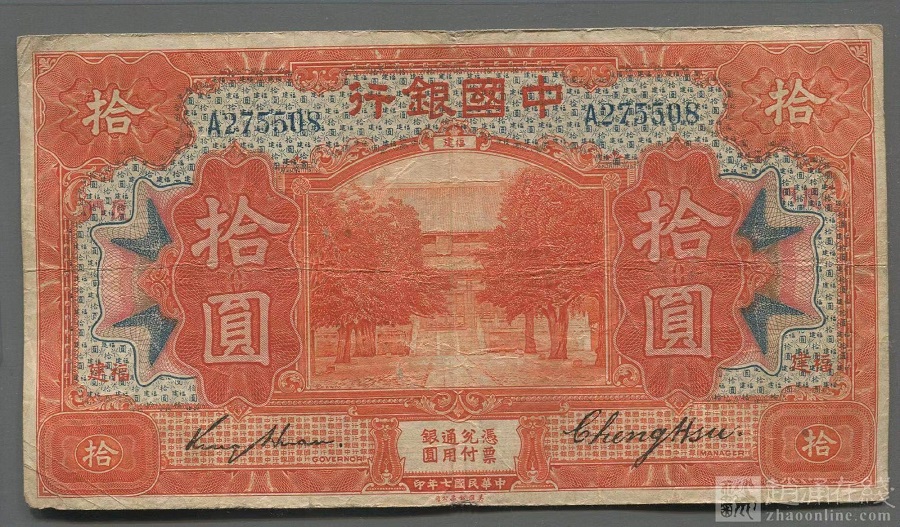 中國銀行
A275508
A275508
拾
拾
福建
拾圓
拾圓
福建
福建
憑票兌付通用銀圓
King Huan.
GOVERNOR
Cheng Hsu.
MANAGER
中華民國七年印
拾
拾
趙涌在綫
zhaoonline.com